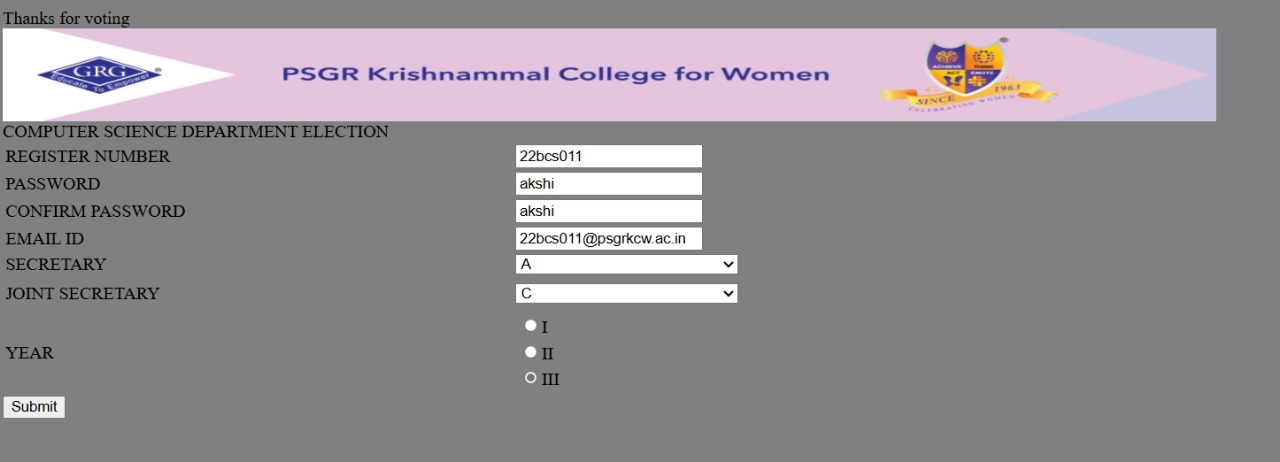 Thanks for voting
GRG ®
Educate To Empower
PSGR Krishnammal College for Women
®
ACHIEVE THINK
ACT EMOTE
SINCE 1963
CELEBRATING WOMEN
COMPUTER SCIENCE DEPARTMENT ELECTION
REGISTER NUMBER 22bcs011
PASSWORD akshi
CONFIRM PASSWORD akshi
EMAIL ID 22bcs011@psgrkcw.ac.in
SECRETARY A
JOINT SECRETARY C
I
YEAR II
III
Submit